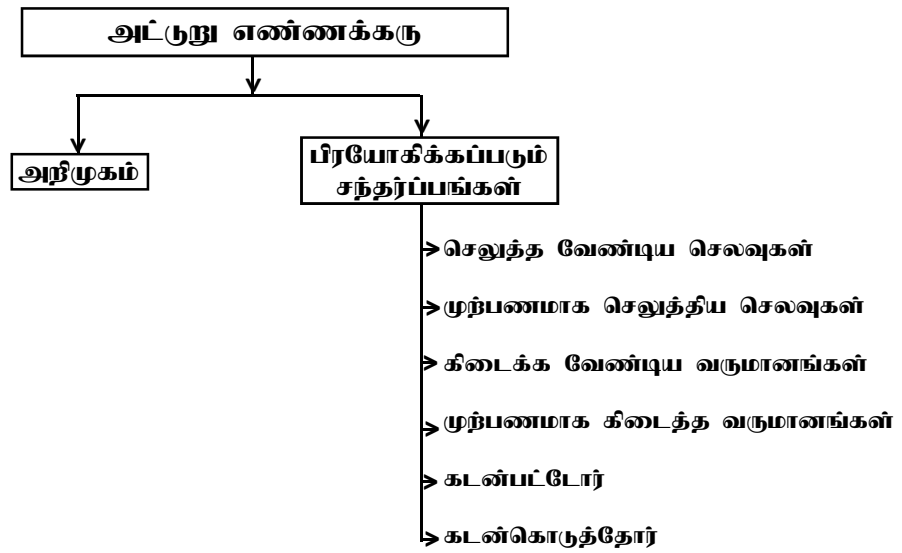 அட்டுறு எண்ணக்கரு
அறிமுகம்
பிரயோகிக்கப்படும்
சந்தர்ப்பங்கள்
செலுத்த வேண்டிய செலவுகள்
முற்பணமாக செலுத்திய செலவுகள்
கிடைக்க வேண்டிய வருமானங்கள்
முற்பணமாக கிடைத்த வருமானங்கள்
கடன்பட்டோர்
கடன்கொடுத்தோர்